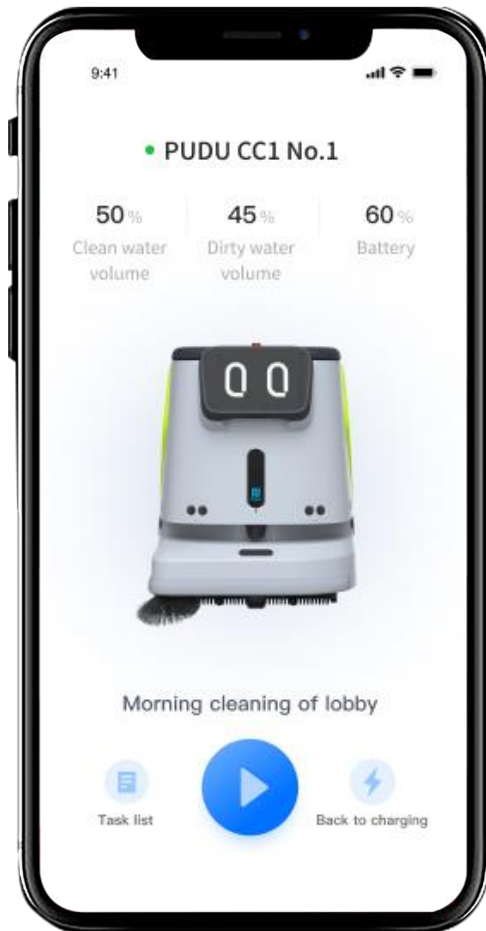 9:41
PUDU CC1 No.1
50 %
45 %
60 %
Clean water
volume
Dirty water
volume
Battery
00
Morning cleaning of lobby
Task list
Back to charging